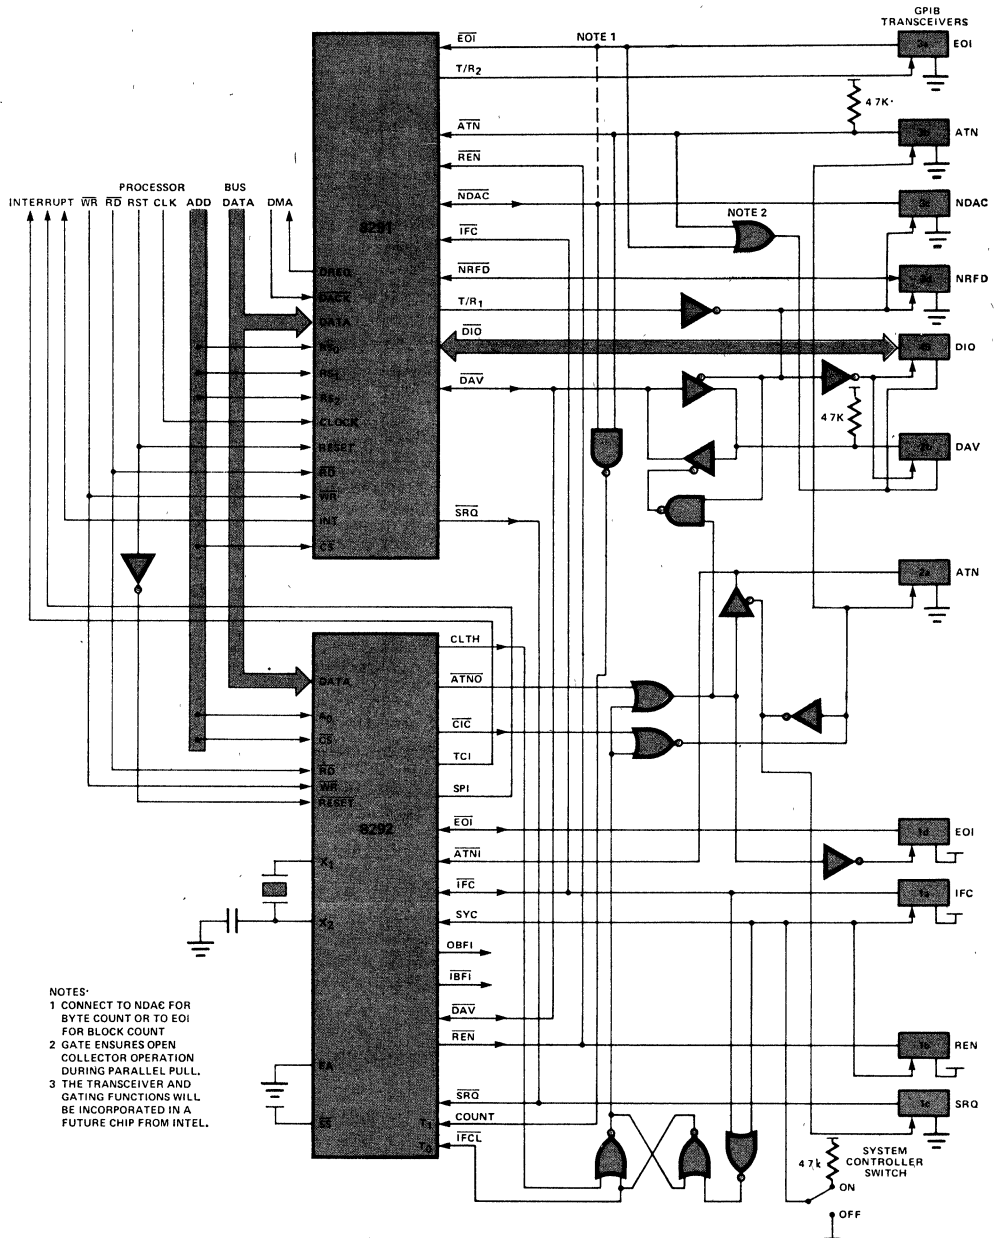 GPIB
TRANSCEIVERS
EOI
NOTE 1
3a
EOI
T/R2
4 7K
ATN
ATN
REN
PROCESSOR BUS
INTERRUPT WR RD RST CLK ADD DATA DMA
NDAC
NDAC
8291
NOTE 2
IFC
DREQ
NRFD
NRFD
DACK
T/R1
DATA
DIO
DIO
RS0
RS1
DAV
RS2
4 7K
CLOCK
RESET
DAV
RD
WR
INT
SRQ
CS
2a
ATN
CLTH
DATA
ATNO
A0
CIC
CS
TCI
RD
WR
SPI
RESET
8292
EOI
1d
EOI
X1
ATNI
IFC
1a
IFC
X2
SYC
OBFI
IBFI
NOTES·
1 CONNECT TO NDAC FOR
BYTE COUNT OR TO EOI
FOR BLOCK COUNT
2 GATE ENSURES OPEN
COLLECTOR OPERATION
DURING PARALLEL PULL.
3 THE TRANSCEIVER AND
GATING FUNCTIONS WILL
BE INCORPORATED IN A
FUTURE CHIP FROM INTEL.
DAV
REN
1b
REN
EA
SRQ
1c
SRQ
SS
T1
COUNT
T0
IFCL
4 7k
SYSTEM
CONTROLLER
SWITCH
ON
OFF